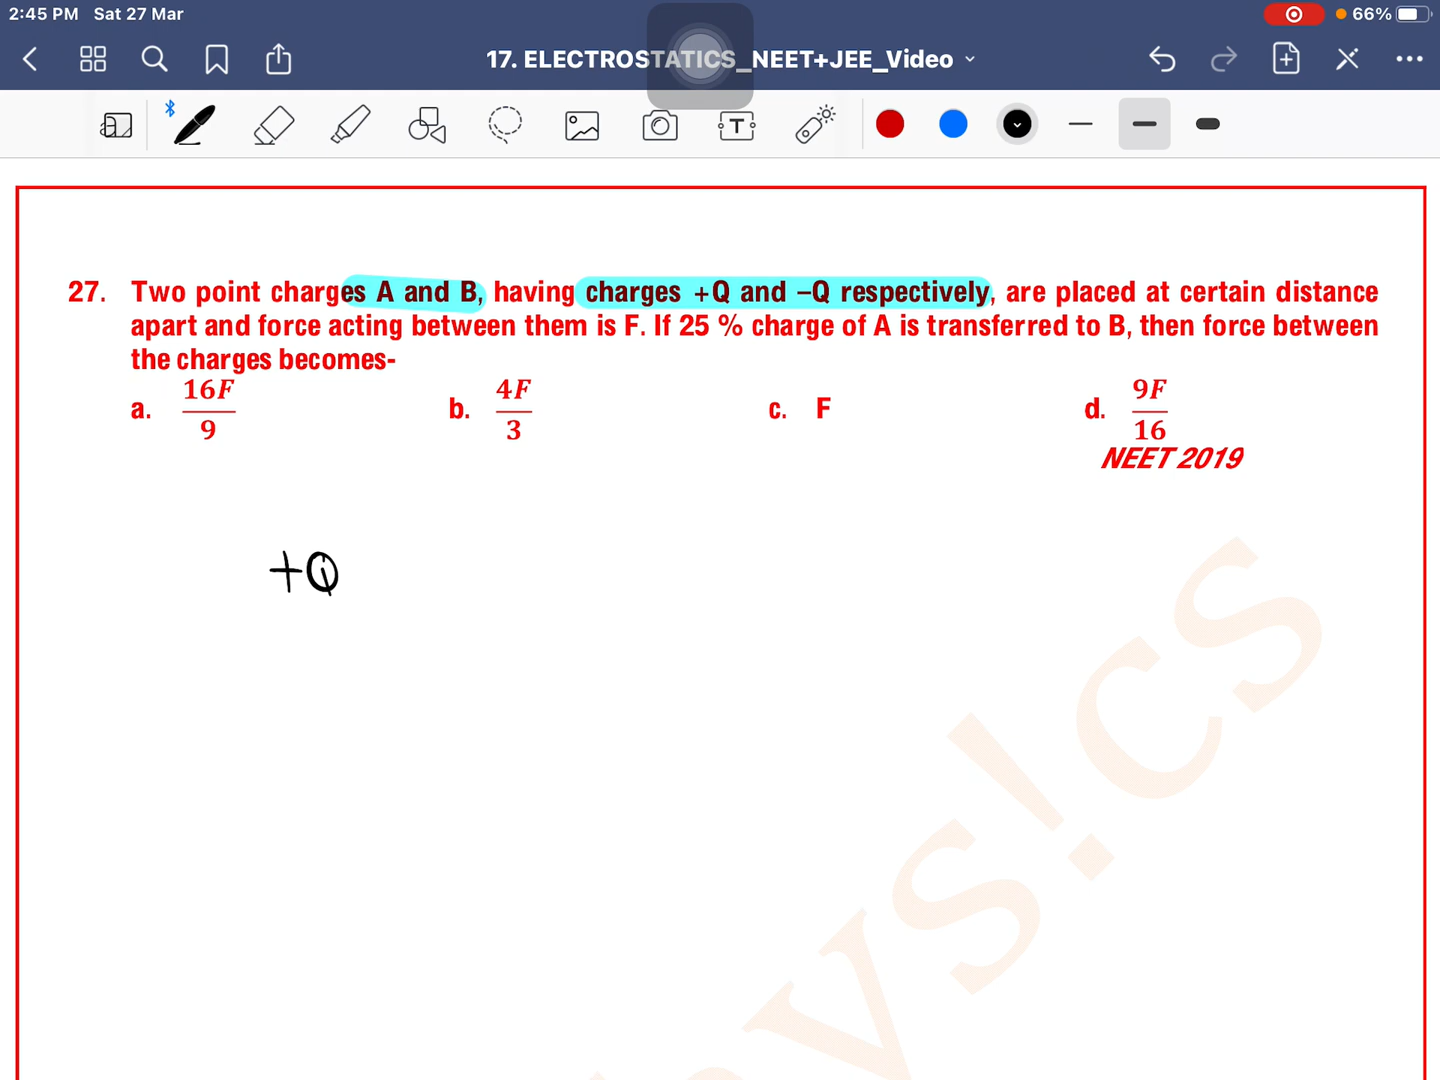 2:45 PM Sat 27 Mar 66%
17. ELECTROSTATICS_NEET+JEE_Video
27. Two point charges A and B, having charges +Q and –Q respectively, are placed at certain distance
apart and force acting between them is F. If 25 % charge of A is transferred to B, then force between
the charges becomes-
a. 16F/9 b. 4F/3 c. F d. 9F/16
NEET 2019
+Q
ys!cs